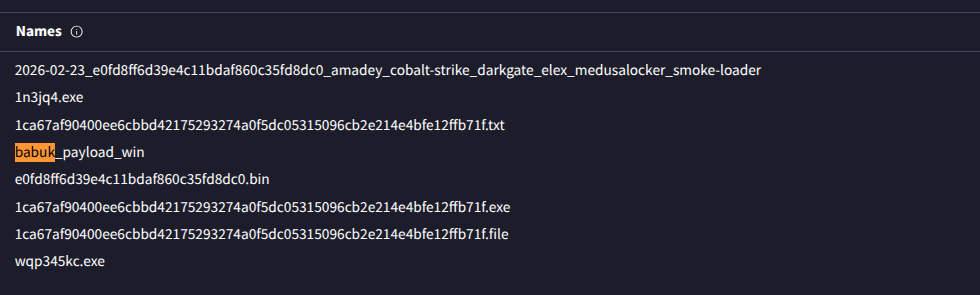 Names
2026-02-23_e0fd8ff6d39e4c11bdaf860c35fd8dc0_amadey_cobalt-strike_darkgate_elex_medusalocker_smoke-loader
1n3jq4.exe
1ca67af90400ee6cbbd42175293274a0f5dc05315096cb2e214e4bfe12ffb71f.txt
babuk_payload_win
e0fd8ff6d39e4c11bdaf860c35fd8dc0.bin
1ca67af90400ee6cbbd42175293274a0f5dc05315096cb2e214e4bfe12ffb71f.exe
1ca67af90400ee6cbbd42175293274a0f5dc05315096cb2e214e4bfe12ffb71f.file
wqp345kc.exe